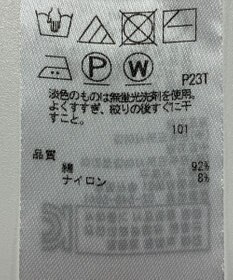 P
W
P23T
淡色のものは無蛍光洗剤を使用。
よくすすぎ、絞りの後すぐに干
すこと。
101
品質
綿 92%
ナイロン 8%